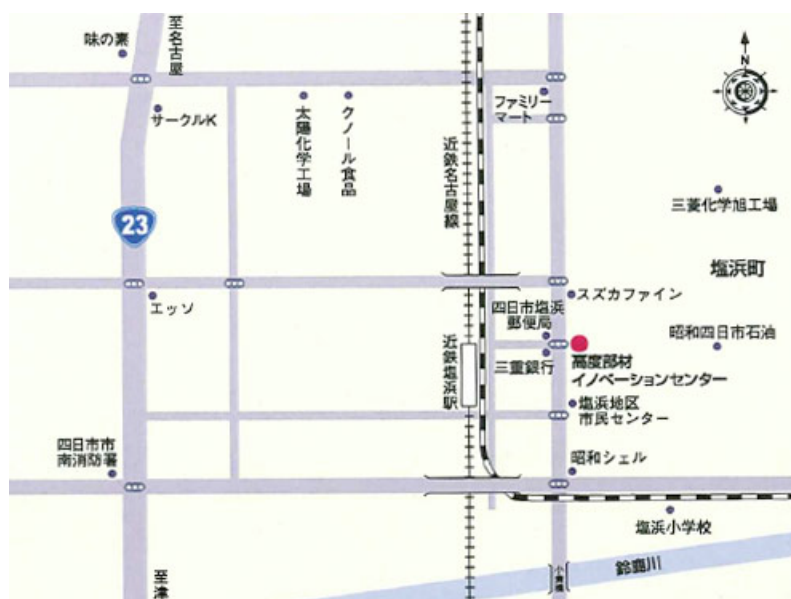 至名古屋
味の素
サークルK
太陽化学工場
クノール食品
近鉄名古屋線
ファミリー
マート
N
三菱化学旭工場
塩浜町
23
エッソ
スズカファイン
四日市塩浜
郵便局
三重銀行
高度部材
イノベーションセンター
昭和四日市石油
近鉄塩浜駅
塩浜地区
市民センター
四日市市
南消防署
昭和シェル
塩浜小学校
至津
鈴鹿川